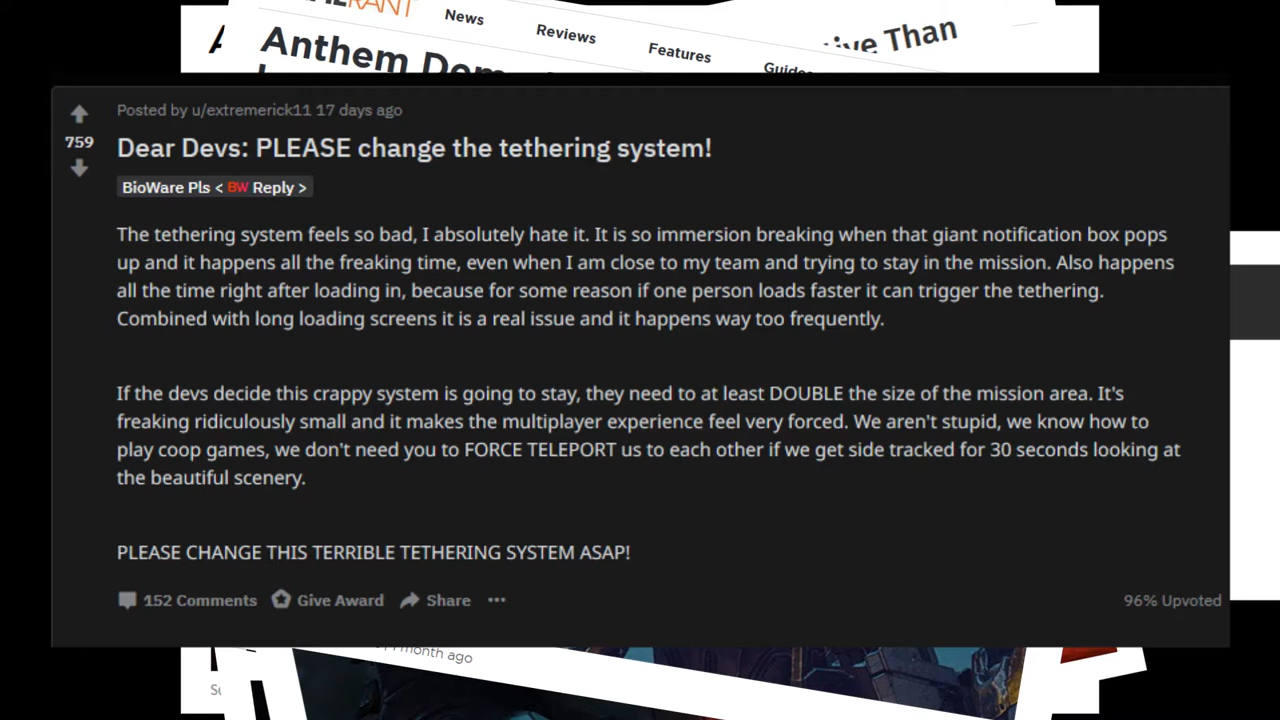 News
Reviews
Features
Than
Anthem
Posted by u/extremerick11 17 days ago
759
Dear Devs: PLEASE change the tethering system!
BioWare Pls < BW Reply >
The tethering system feels so bad, I absolutely hate it. It is so immersion breaking when that giant notification box pops
up and it happens all the freaking time, even when I am close to my team and trying to stay in the mission. Also happens
all the time right after loading in, because for some reason if one person loads faster it can trigger the tethering.
Combined with long loading screens it is a real issue and it happens way too frequently.
If the devs decide this crappy system is going to stay, they need to at least DOUBLE the size of the mission area. It's
freaking ridiculously small and it makes the multiplayer experience feel very forced. We aren't stupid, we know how to
play coop games, we don't need you to FORCE TELEPORT us to each other if we get side tracked for 30 seconds looking at
the beautiful scenery.
PLEASE CHANGE THIS TERRIBLE TETHERING SYSTEM ASAP!
152 Comments Give Award Share ••• 96% Upvoted
month ago